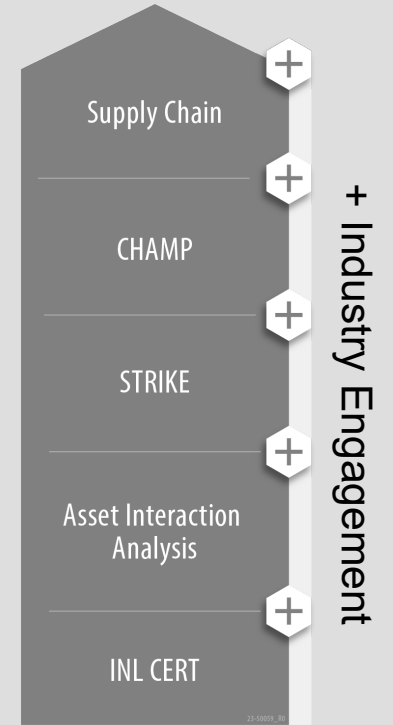 Supply Chain
CHAMP
STRIKE
Asset Interaction
Analysis
INL CERT
+ Industry Engagement